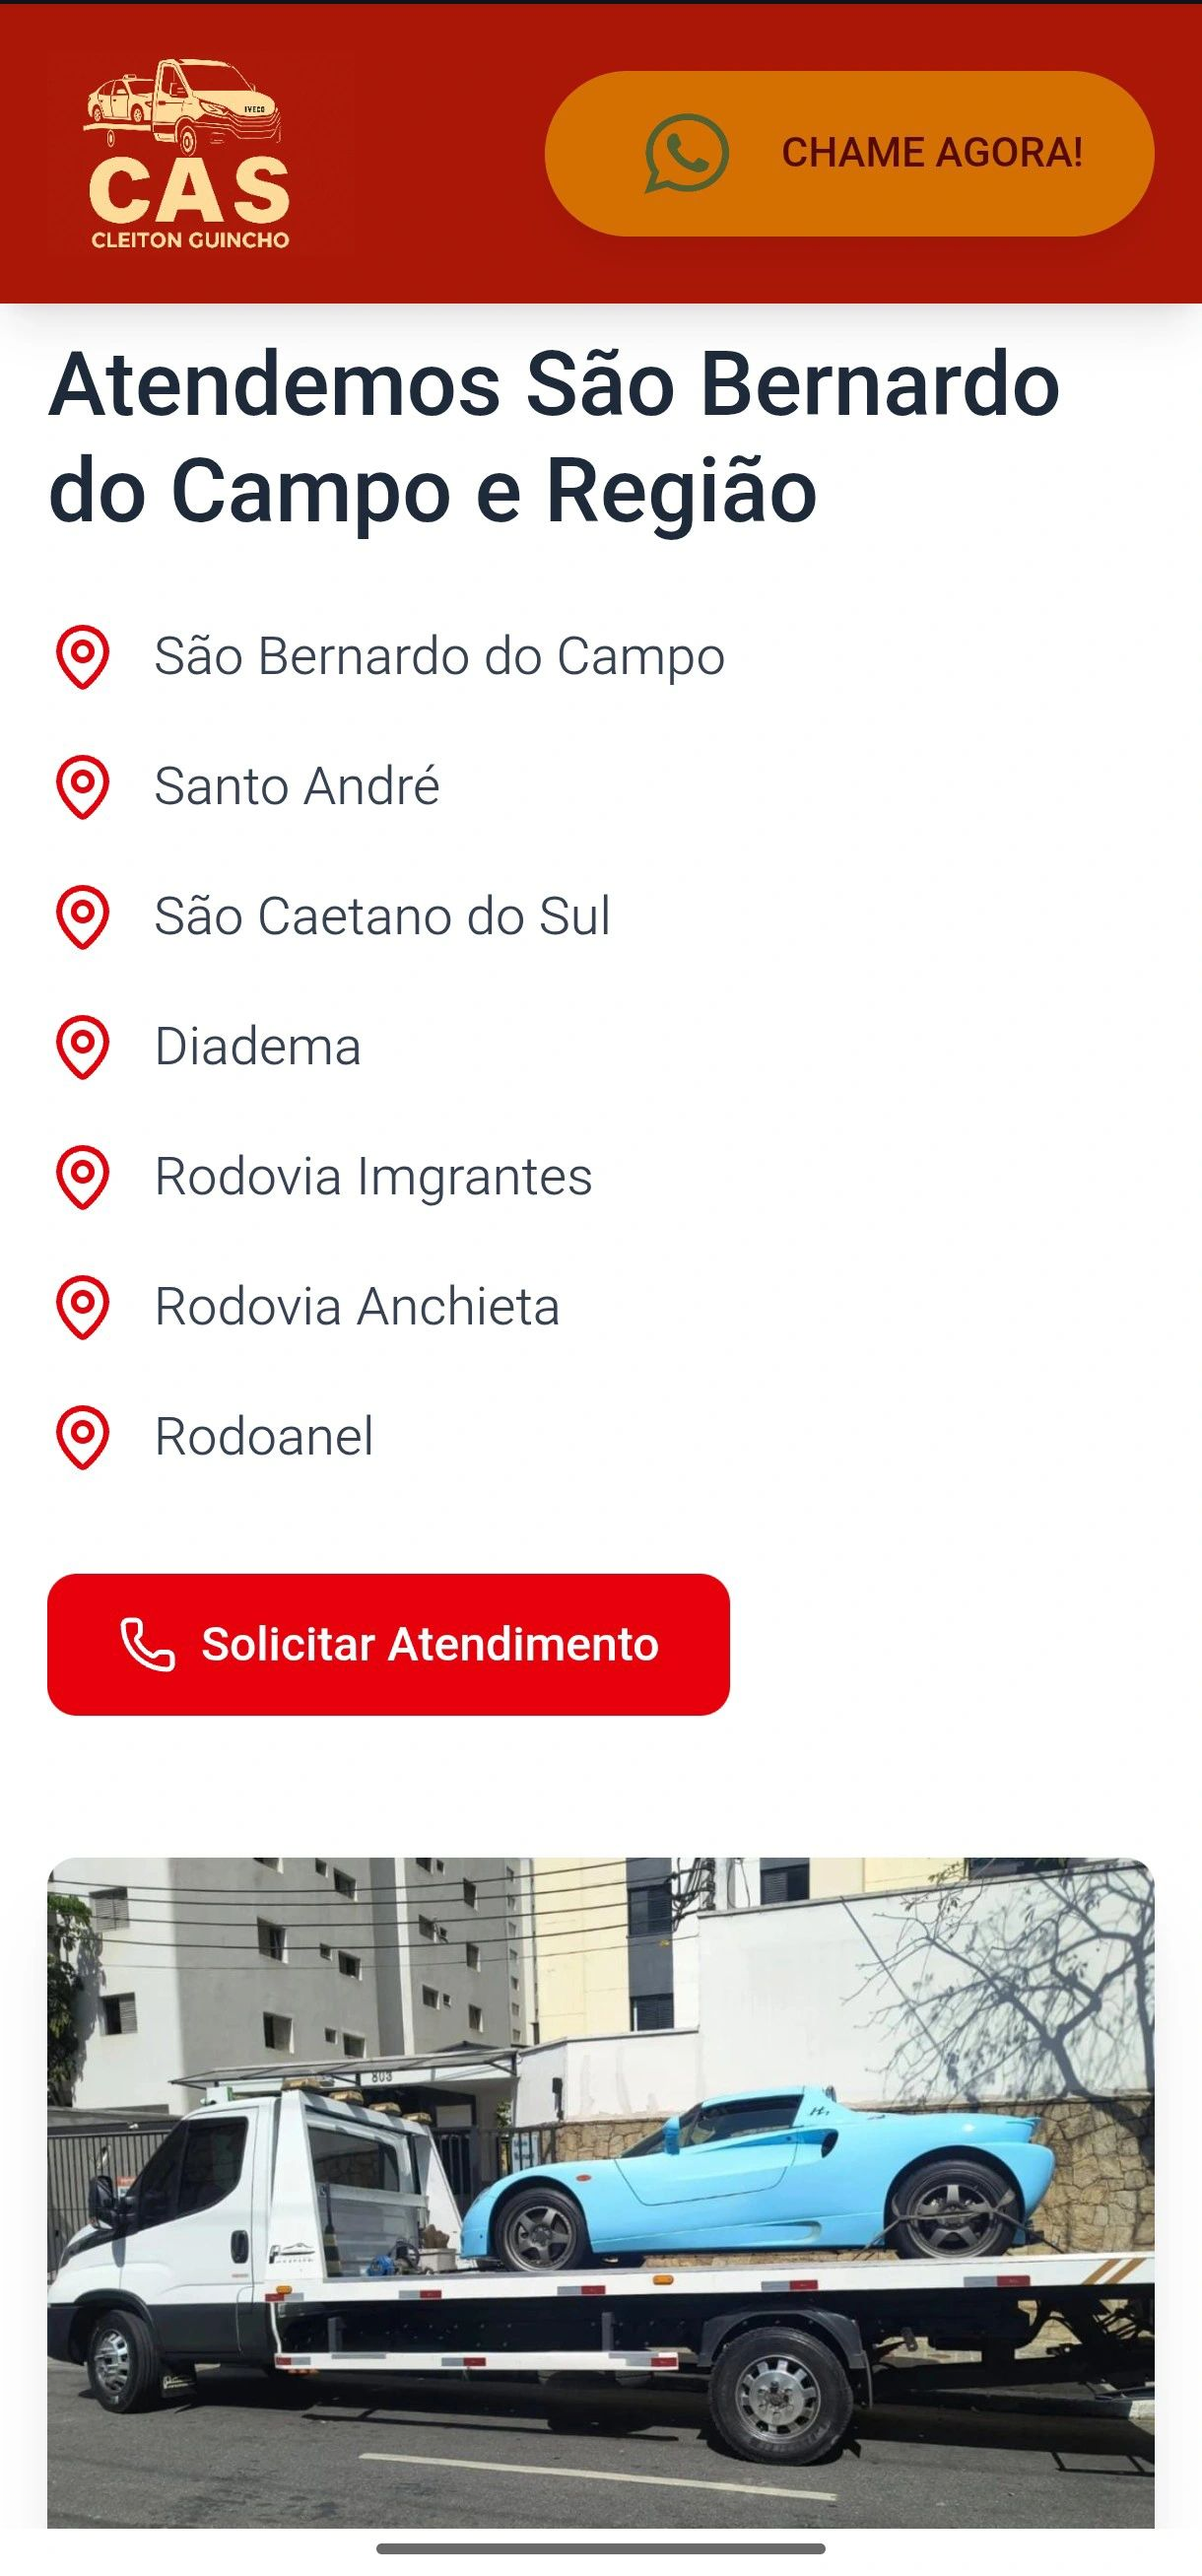 IVECO
CAS
CLEITON GUINCHO
CHAME AGORA!
Atendemos São Bernardo
do Campo e Região
São Bernardo do Campo
Santo André
São Caetano do Sul
Diadema
Rodovia Imgrantes
Rodovia Anchieta
Rodoanel
Solicitar Atendimento
803
H1